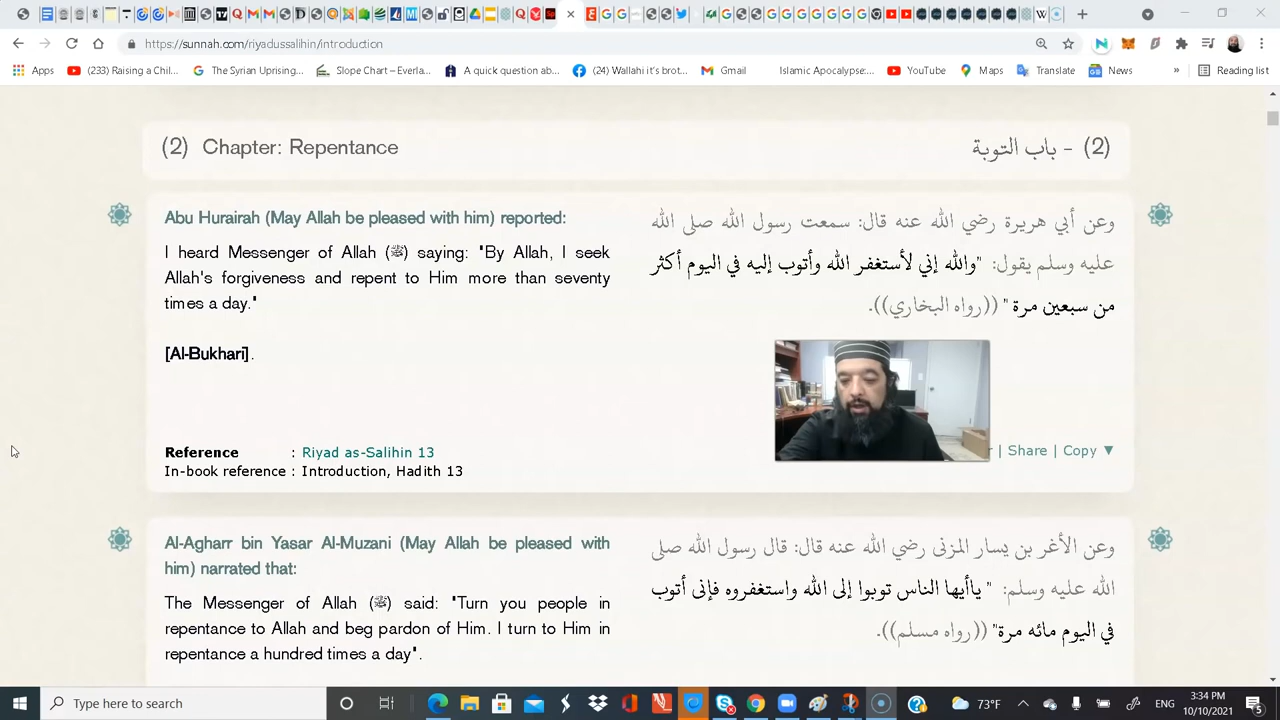 https://sunnah.com/riyadussalihin/introduction
Apps
(233) Raising a Chil...
The Syrian Uprising...
Slope Chart – Everla...
A quick question ab...
(24) Wallahi it's brot...
Gmail
Islamic Apocalypse:...
YouTube
Maps
Translate
News
»
Reading list
(2) Chapter: Repentance
(2) - باب التوبة
Abu Hurairah (May Allah be pleased with him) reported:
I heard Messenger of Allah (ﷺ) saying: "By Allah, I seek
Allah's forgiveness and repent to Him more than seventy
times a day."
[Al-Bukhari].
وعن أبي هريرة رضي الله عنه قال: سمعت رسول الله صلى الله
عليه وسلم يقول: "والله إني لأستغفر الله وأتوب إليه في اليوم أكثر
من سبعين مرة " ((رواه البخاري)).
Reference : Riyad as-Salihin 13
In-book reference : Introduction, Hadith 13
| Share | Copy ▼
Al-Agharr bin Yasar Al-Muzani (May Allah be pleased with
him) narrated that:
The Messenger of Allah (ﷺ) said: "Turn you people in
repentance to Allah and beg pardon of Him. I turn to Him in
repentance a hundred times a day".
وعن الأغر بن يسار المزنى رضي الله عنه قال: قال رسول الله صلى
الله عليه وسلم: " ياأيها الناس توبوا إلى الله واستغفروه فإنى أتوب
في اليوم مائه مرة" ((رواه مسلم)).
Type here to search
73°F
3:34 PM
10/10/2021
5